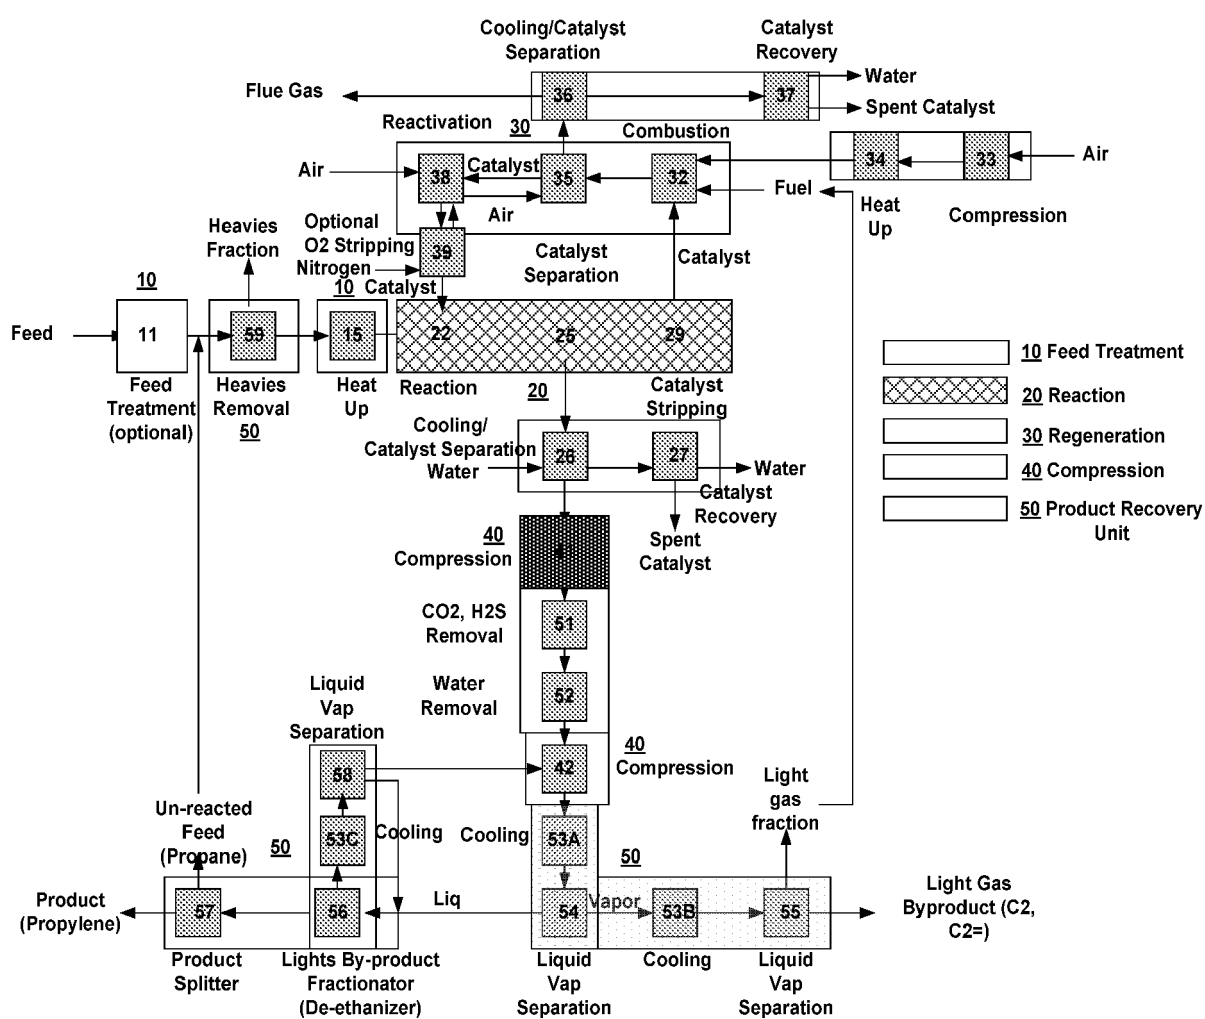 Cooling/Catalyst
Separation
Catalyst
Recovery
Flue Gas
36
37
Water
Spent Catalyst
Reactivation
30
Combustion
Air
38
Catalyst
35
32
34
33
Air
Air
Fuel
Heat
Up
Compression
Heavies
Fraction
Optional
O2 Stripping
Nitrogen
39
Catalyst
Separation
Catalyst
10
10
Catalyst
Feed
11
59
15
22
25
29
Feed
Treatment
(optional)
Heavies
Removal
50
Heat
Up
Reaction
20
Catalyst
Stripping
10 Feed Treatment
20 Reaction
30 Regeneration
40 Compression
50 Product Recovery
Unit
Cooling/
Catalyst Separation
Water
26
27
Water
Catalyst
Recovery
Spent
Catalyst
40
Compression
CO2, H2S
Removal
51
Water
Removal
52
Liquid
Vap
Separation
58
42
40
Compression
Light
gas
fraction
Un-reacted
Feed
(Propane)
50
53C
Cooling
Cooling
53A
50
Product
(Propylene)
57
56
Liq
54
Vapor
53B
55
Light Gas
Byproduct (C2,
C2=)
Product
Splitter
Lights By-product
Fractionator
(De-ethanizer)
Liquid
Vap
Separation
Cooling
Liquid
Vap
Separation